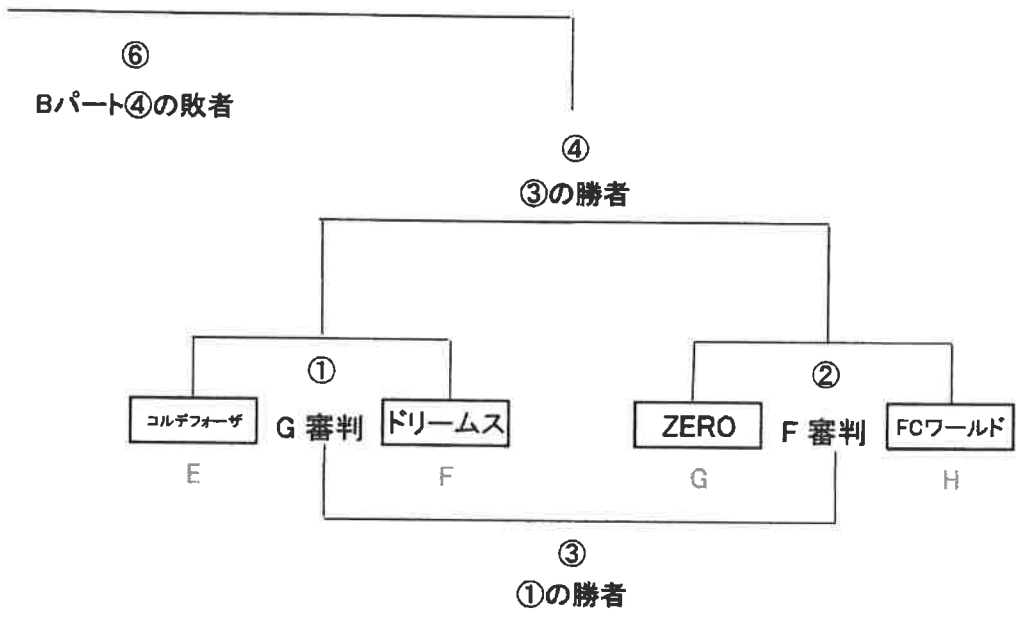 ⑥
Bパート④の敗者
④
③の勝者
①
②
コルデフォーザ
G 審判
ドリームス
ZERO
F 審判
FCワールド
E
F
G
H
③
①の勝者